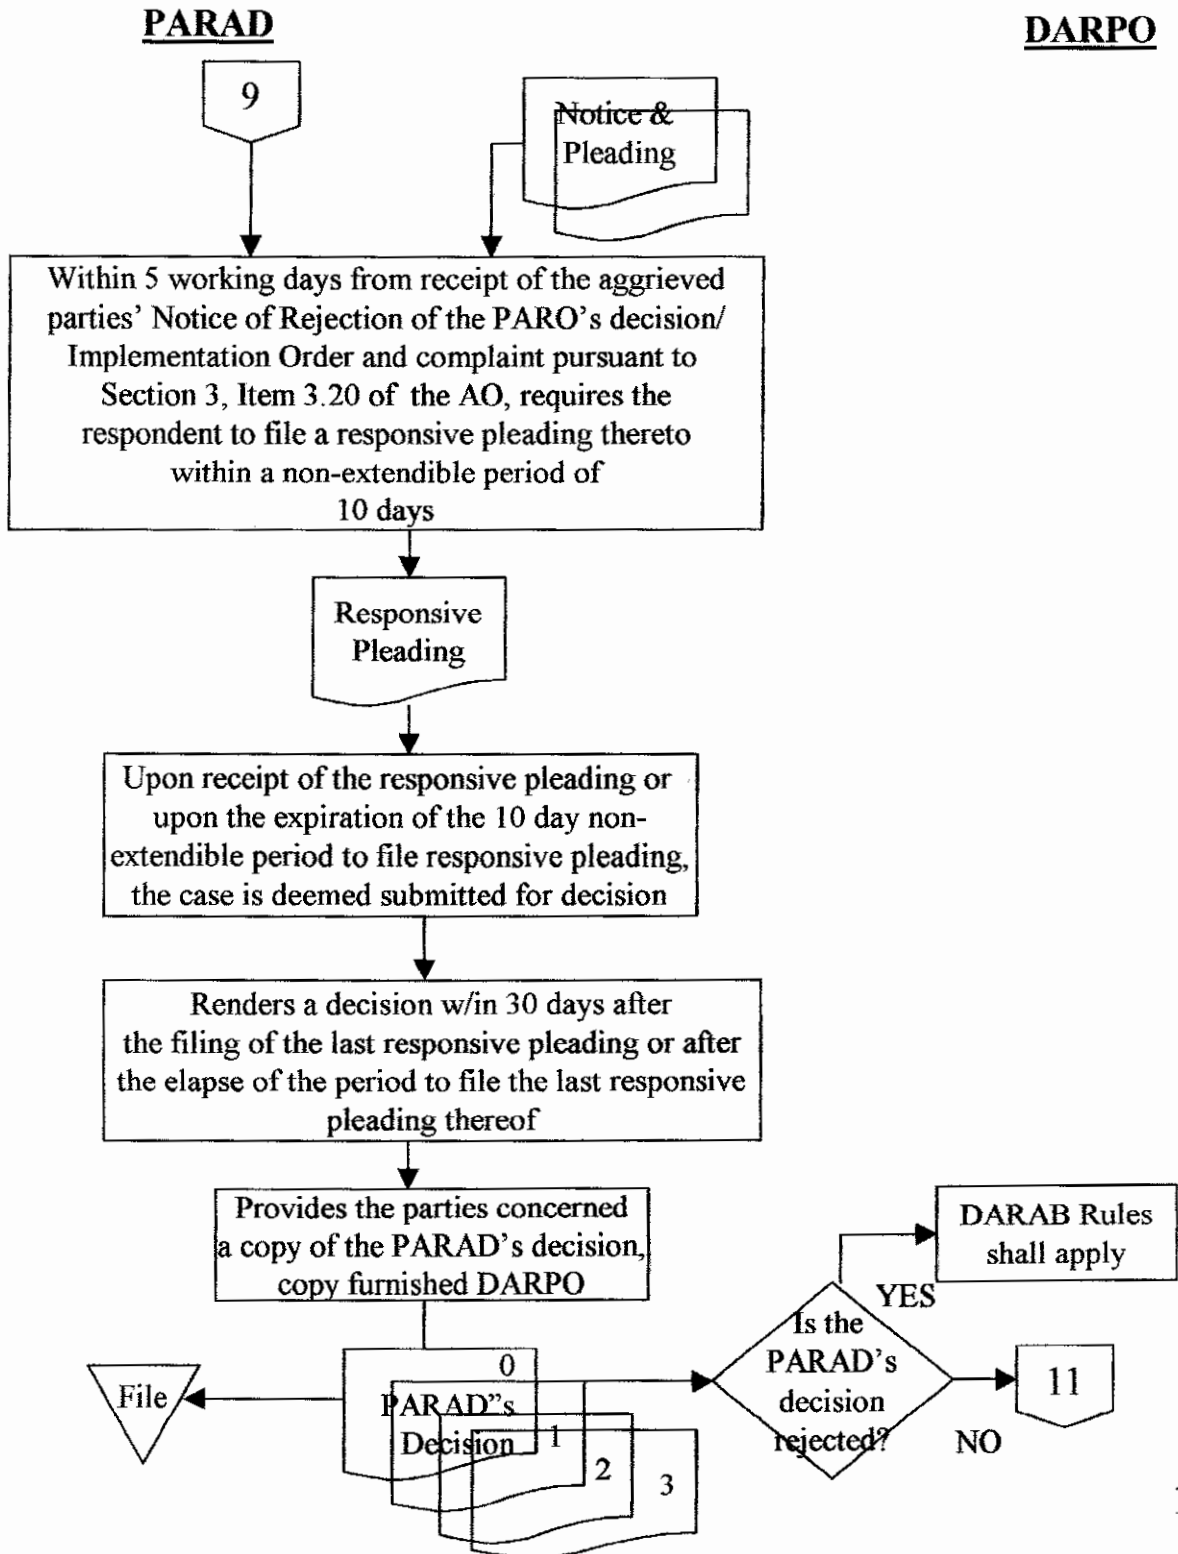 PARAD
DARPO
9
Notice &
Pleading
Within 5 working days from receipt of the aggrieved
parties' Notice of Rejection of the PARO's decision/
Implementation Order and complaint pursuant to
Section 3, Item 3.20 of the AO, requires the
respondent to file a responsive pleading thereto
within a non-extendible period of
10 days
Responsive
Pleading
Upon receipt of the responsive pleading or
upon the expiration of the 10 day non-
extendible period to file responsive pleading,
the case is deemed submitted for decision
Renders a decision w/in 30 days after
the filing of the last responsive pleading or after
the elapse of the period to file the last responsive
pleading thereof
Provides the parties concerned
a copy of the PARAD's decision,
copy furnished DARPO
DARAB Rules
shall apply
YES
Is the
PARAD's
decision
rejected?
NO
11
File
0
PARAD"s
Decision
1
2
3